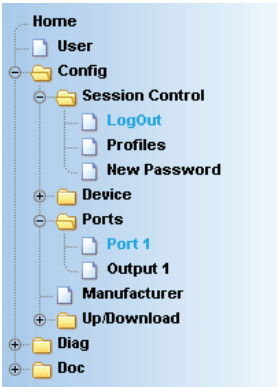 Home
User
Config
Session Control
LogOut
Profiles
New Password
Device
Ports
Port 1
Output 1
Manufacturer
Up/Download
Diag
Doc